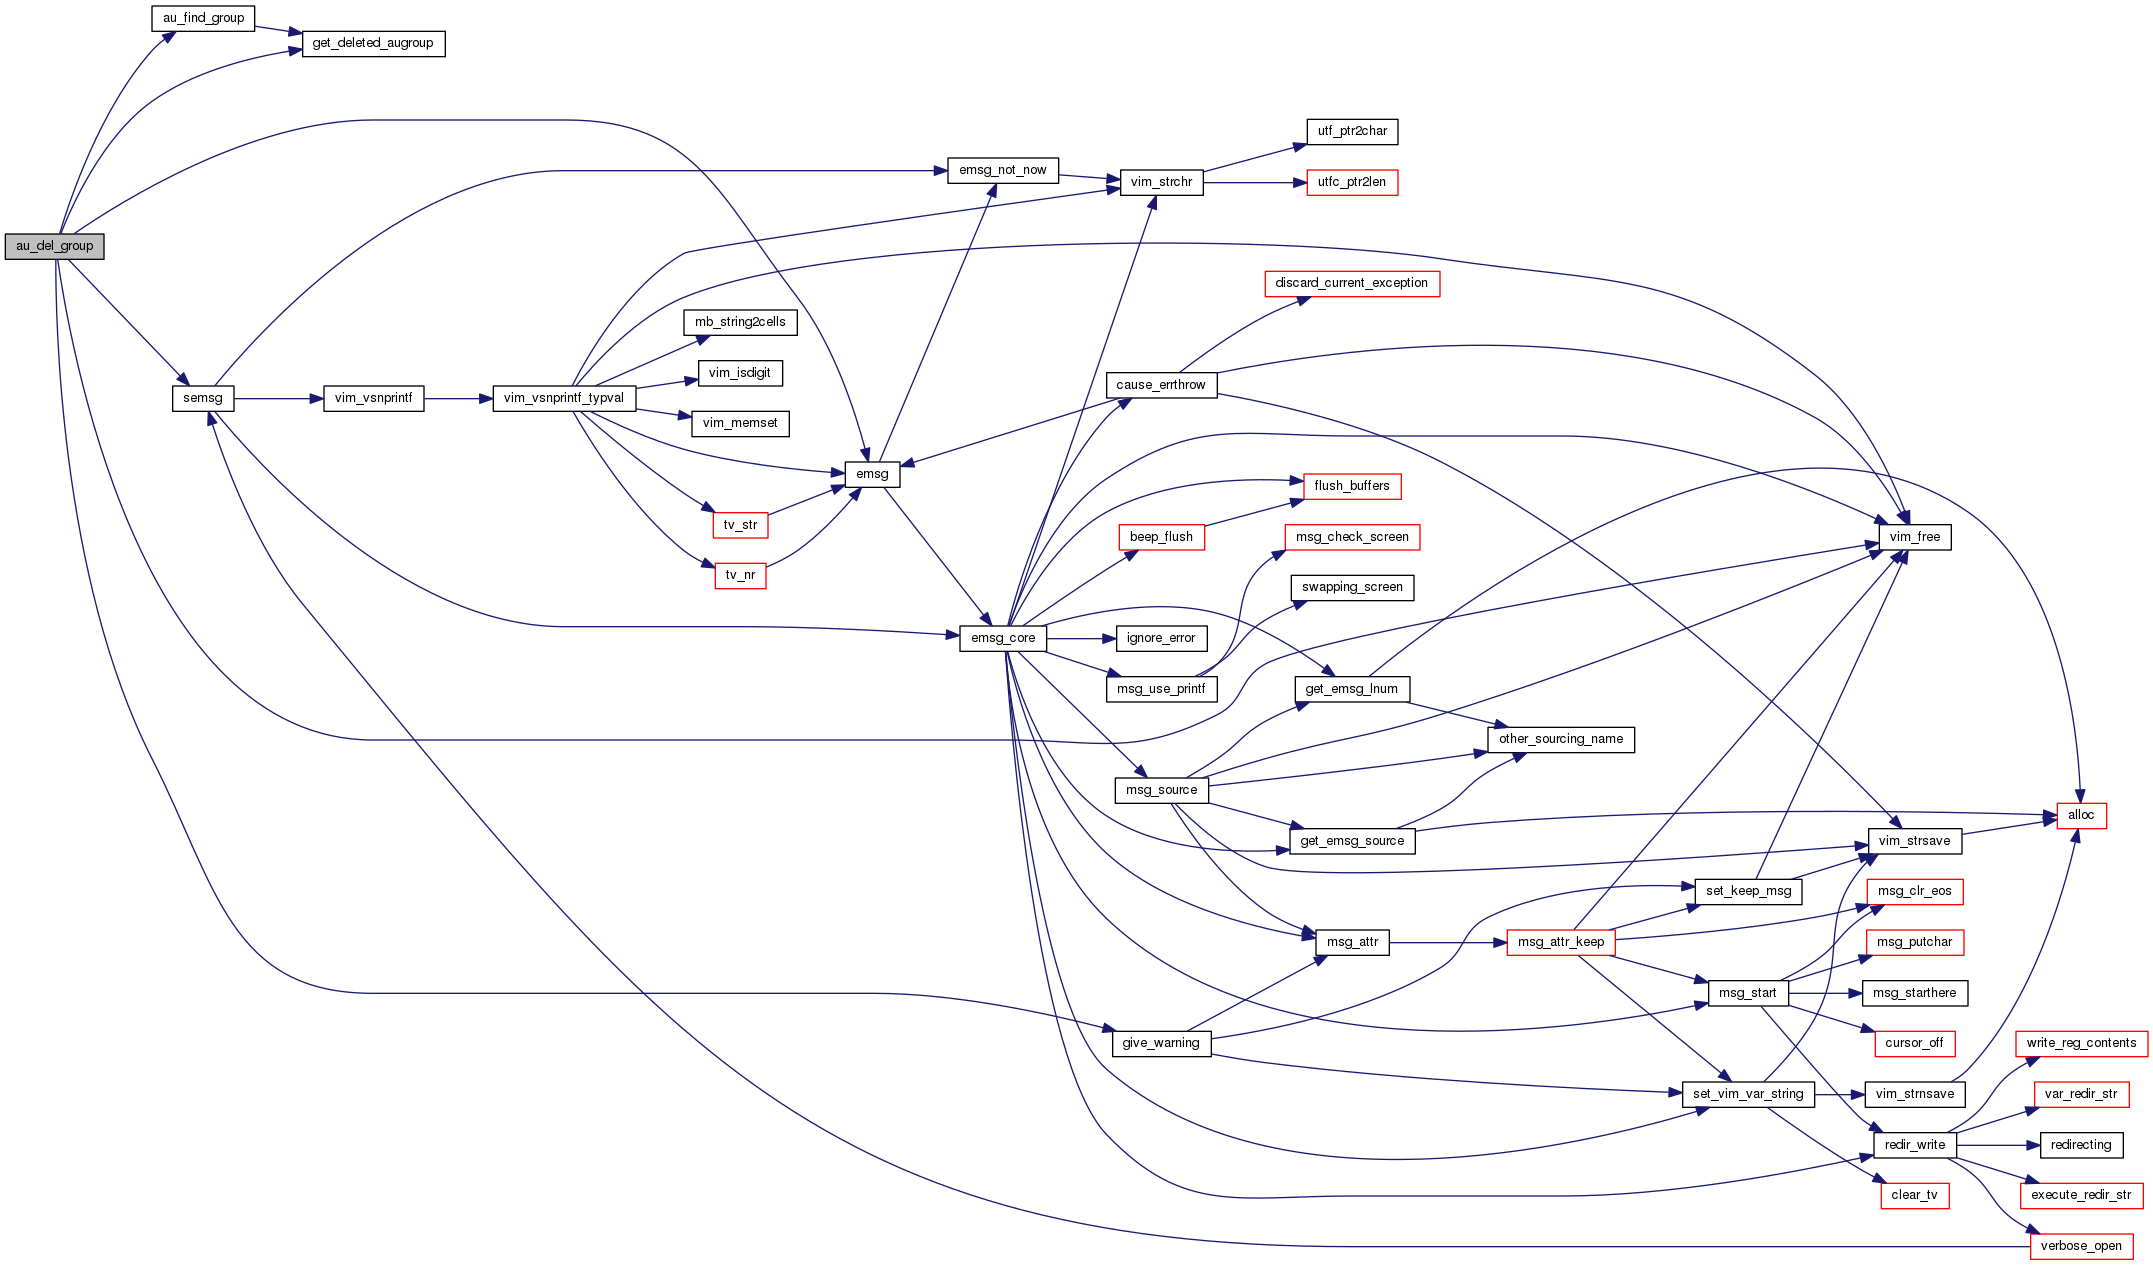 au_find_group
get_deleted_augroup
utf_ptr2char
emsg_not_now
vim_strchr
utfc_ptr2len
au_del_group
discard_current_exception
mb_string2cells
vim_isdigit
cause_errthrow
semsg
vim_vsnprintf
vim_vsnprintf_typval
vim_memset
emsg
flush_buffers
tv_str
beep_flush
msg_check_screen
vim_free
tv_nr
swapping_screen
emsg_core
ignore_error
msg_use_printf
get_emsg_lnum
other_sourcing_name
msg_source
alloc
get_emsg_source
vim_strsave
set_keep_msg
msg_clr_eos
msg_attr
msg_attr_keep
msg_putchar
msg_start
msg_starthere
give_warning
cursor_off
write_reg_contents
set_vim_var_string
vim_strnsave
var_redir_str
redir_write
redirecting
clear_tv
execute_redir_str
verbose_open